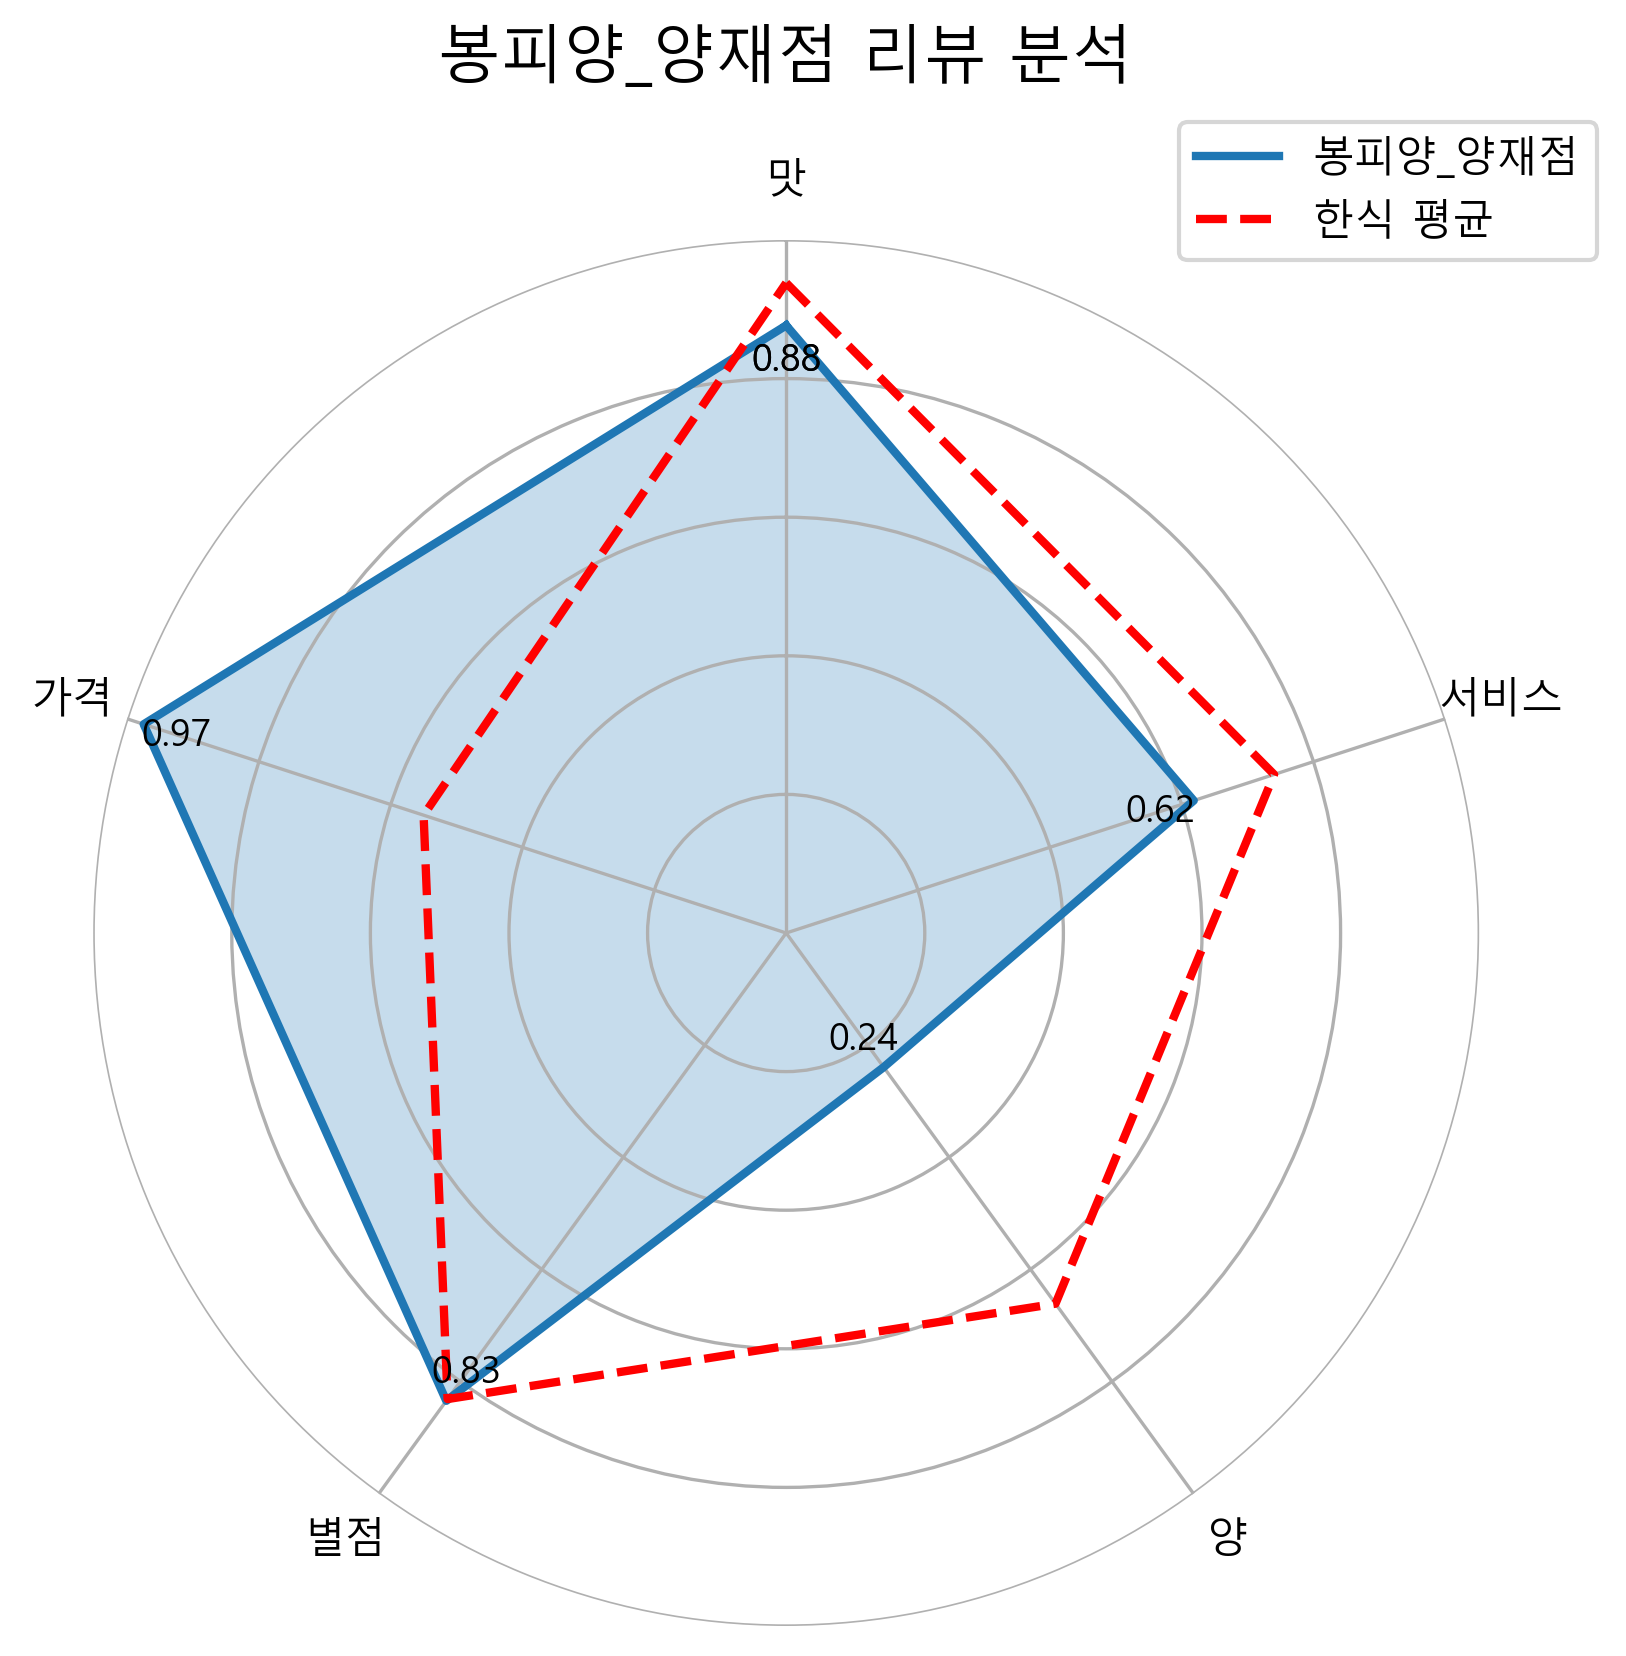 봉피양_양재점 리뷰 분석
봉피양_양재점
한식 평균
맛
0.88
가격
0.97
서비스
0.62
0.24
0.83
별점
양